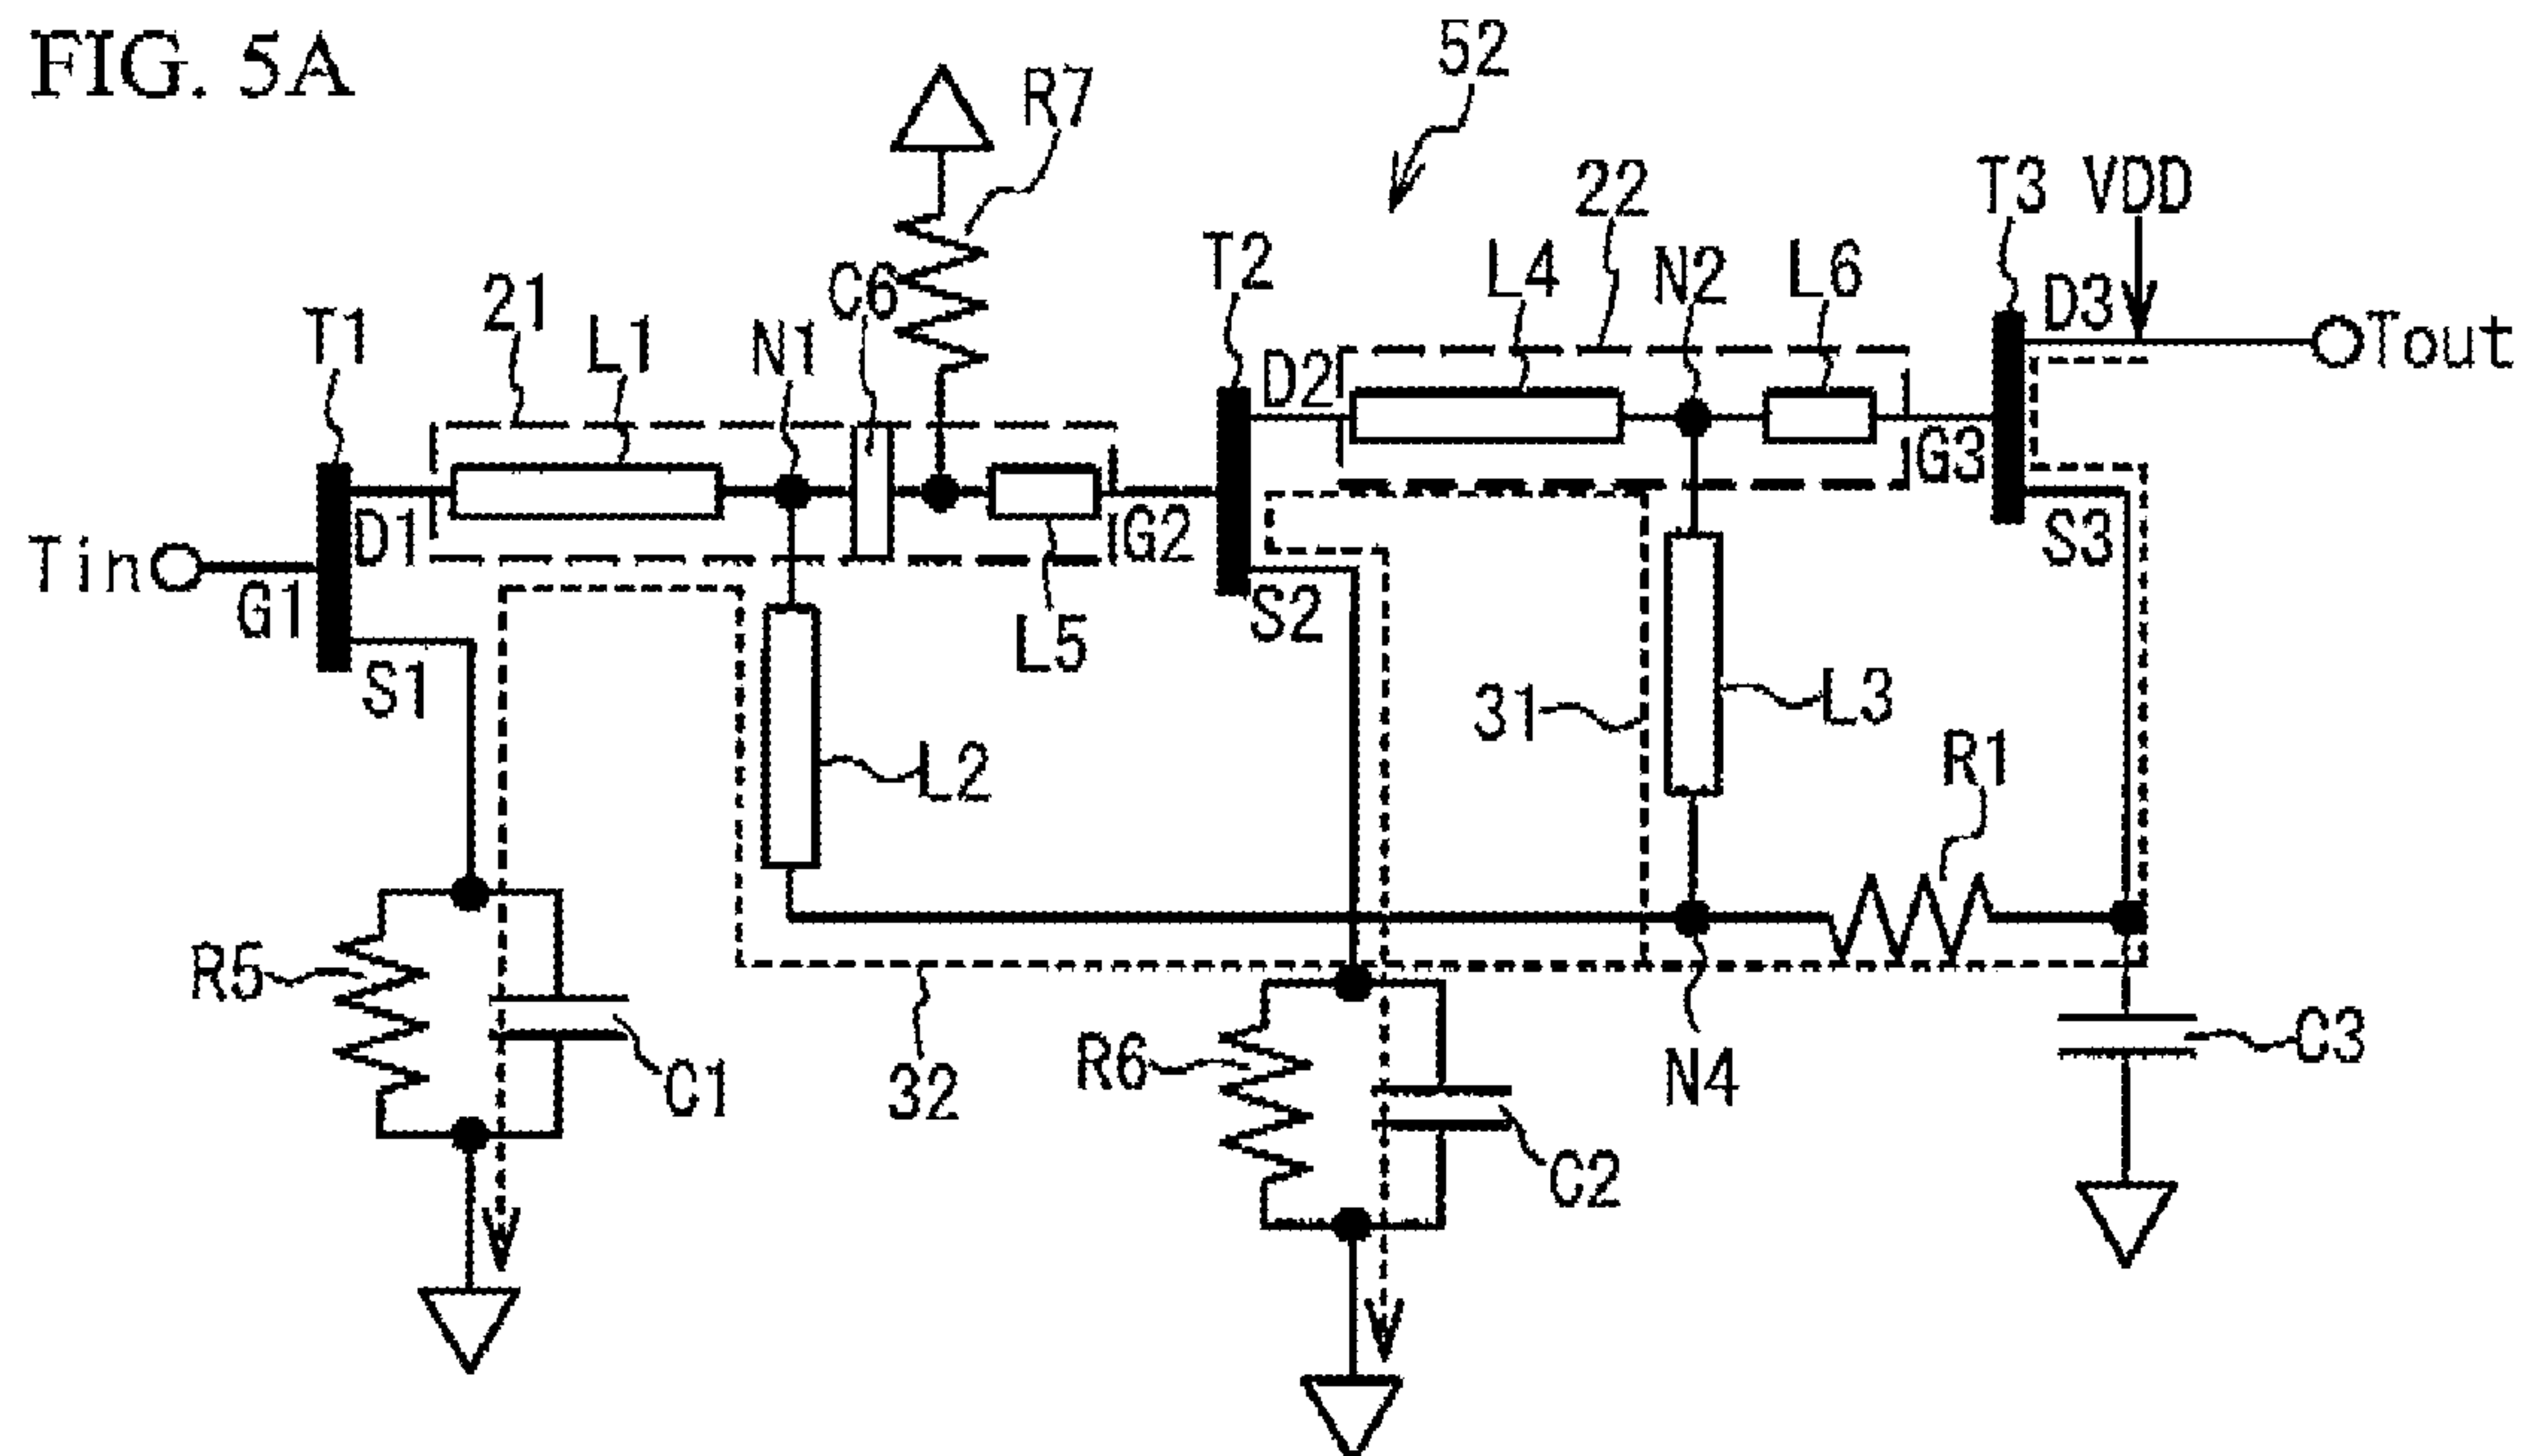 FIG. 5A
52
R7
T3 VDD
22
T2
L4
N2
L6
C6
D3
21
T1
L1
N1
Tout
D2
G3
D1
G2
S3
Tin
G1
S2
L5
S1
31
L3
L2
R1
R5
C1
32
R6
N4
C3
C2